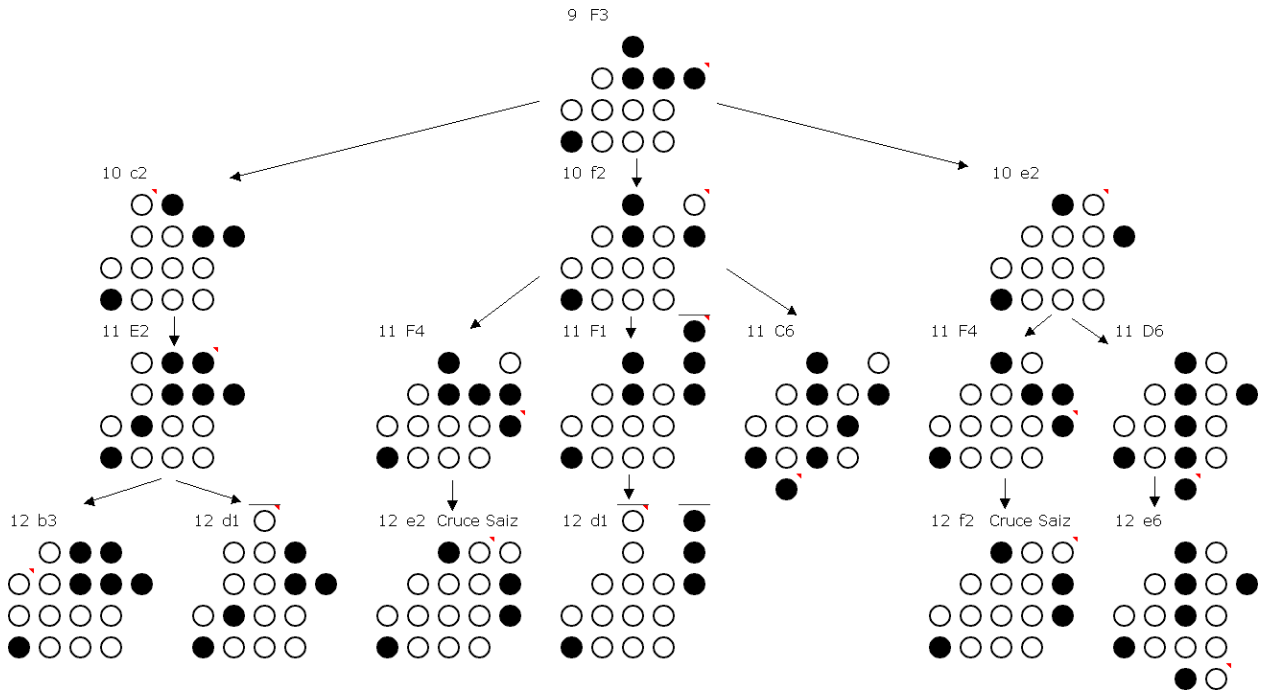 9 F3
10 c2
10 f2
10 e2
11 E2
11 F4
11 F1
11 C6
11 F4
11 D6
12 b3
12 d1
12 e2 Cruce Saiz
12 d1
12 f2 Cruce Saiz
12 e6